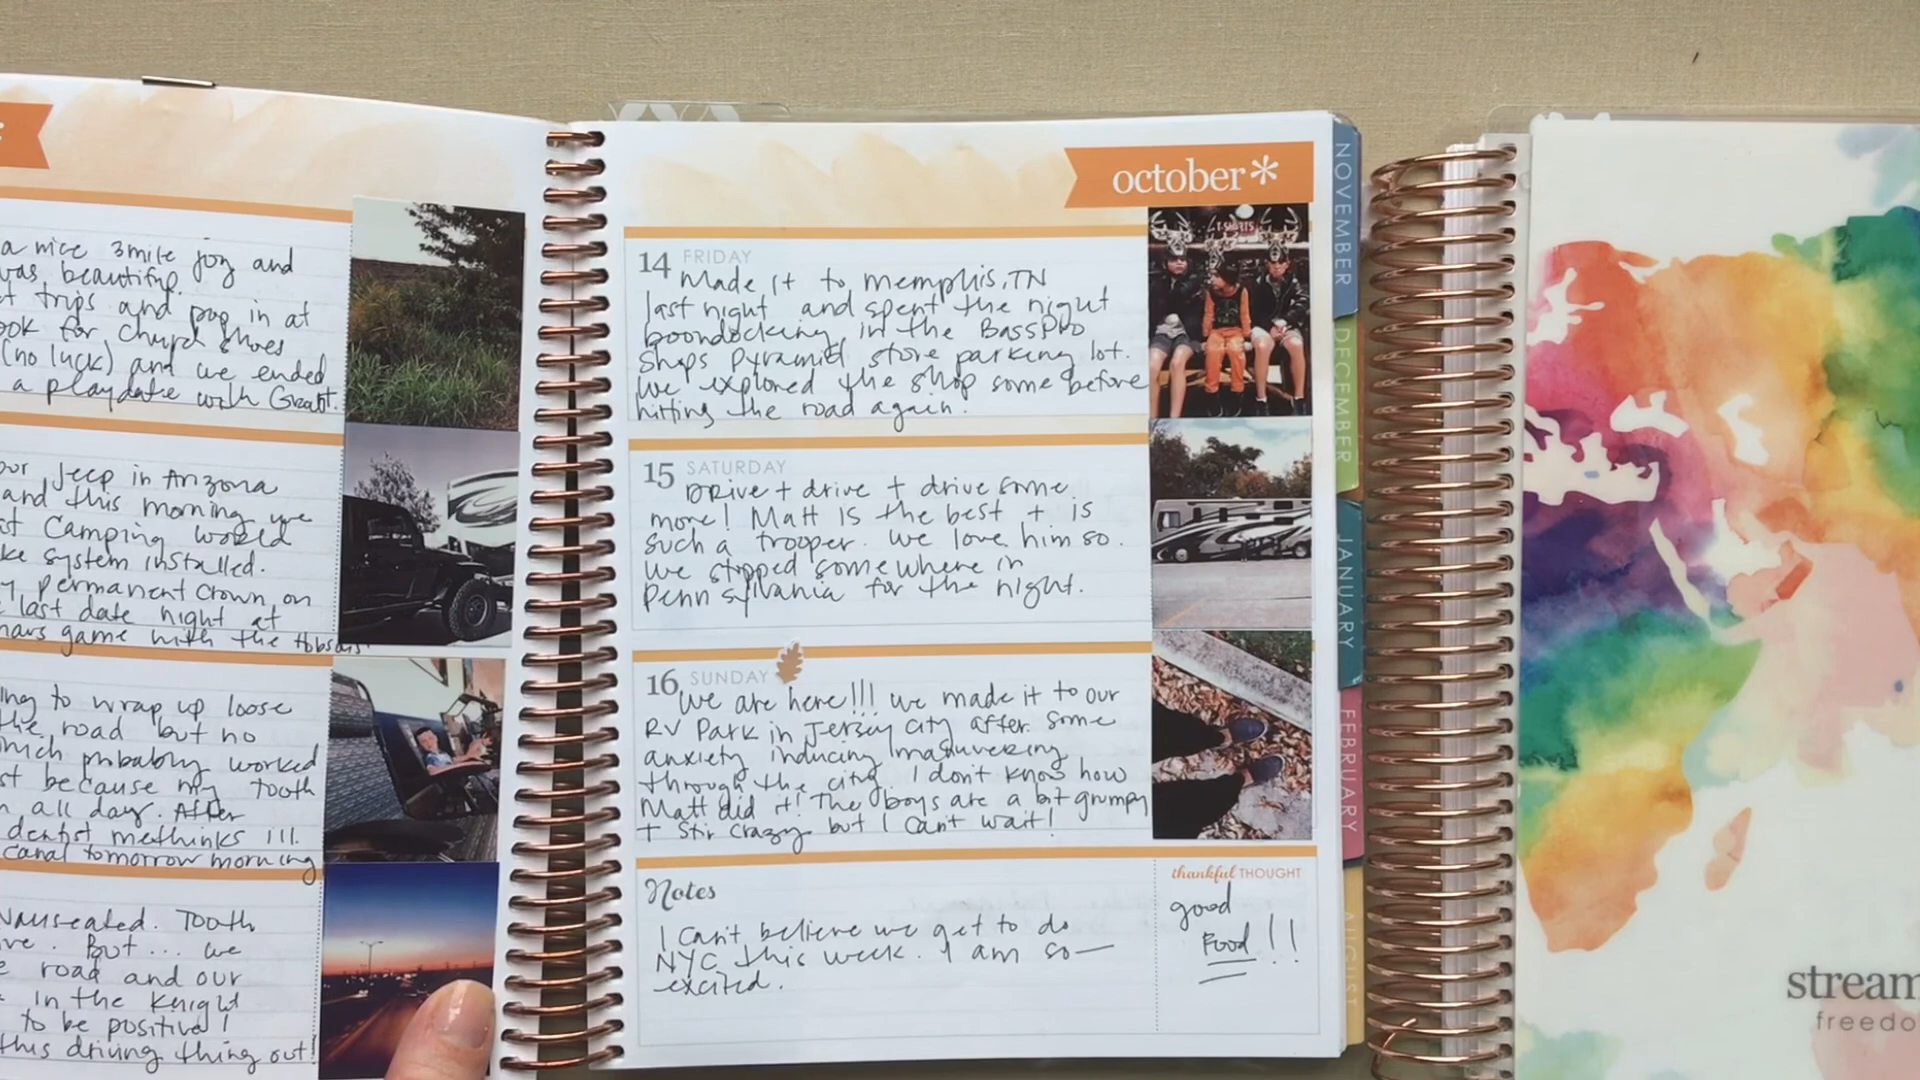 a nice 3mile jog and
was beautiful.
trips and pop in at
look for church shoes
(no luck) and we ended
a playdate with Grant.
our Jeep in Arizona
and this morning we
at Camping World
system installed.
permanent crown on
last date night at
game with the
to wrap up loose
the road but no
probably worked
because my tooth
all day. After
dentist methinks i'll
canal tomorrow morning
Nauseated. Tooth
But... we
road and our
in the Knight
to be positive!
this driving thing out!
october*
14 FRIDAY
Made it to Memphis, TN
last night and spent the night
boondocking in the BassPro
Shops Pyramid store parking lot.
We explored the shop some before
hitting the road again.
15 SATURDAY
Drive + drive + drive some
more! Matt is the best + is
such a trooper. We love him so.
We stopped somewhere in
Pennsylvania for the night.
16 SUNDAY
We are here!!! We made it to our
RV Park in Jersey City after some
anxiety inducing manuvering
through the city. I don't know how
Matt did it! The boys are a bit grumpy
+ stir crazy but I can't wait!
Notes
I can't believe we get to do
NYC this week. I am so—
excited.
thankful THOUGHT
good
Food!!!
T-SHIRTS
NOVEMBER
DECEMBER
JANUARY
FEBRUARY
AUGUST
stream
freedo